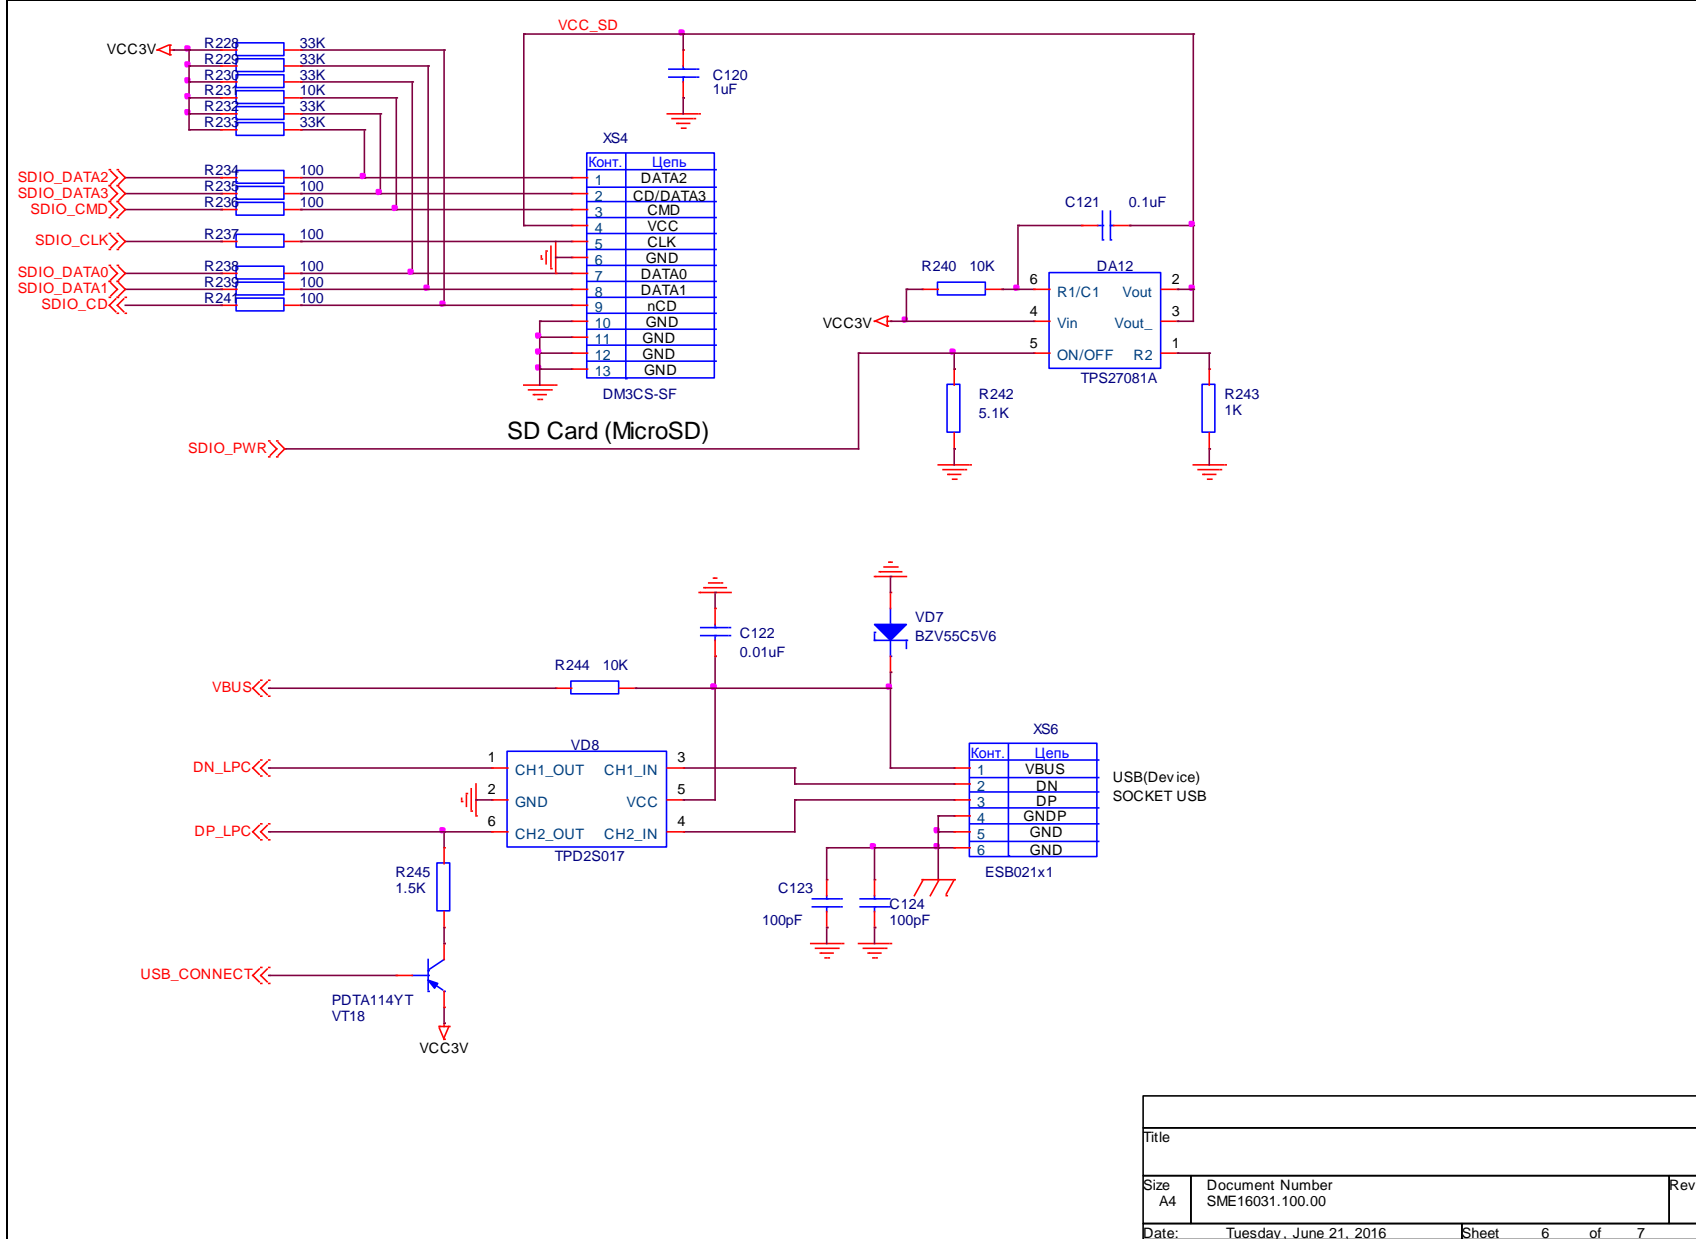 VCC_SD
VCC3V
R228 33K
R229 33K
R230 33K
R231 10K
R232 33K
R233 33K
C120
1uF
XS4
Конт. Цепь
1 DATA2
2 CD/DATA3
3 CMD
4 VCC
5 CLK
6 GND
7 DATA0
8 DATA1
9 nCD
10 GND
11 GND
12 GND
13 GND
DM3CS-SF
SDIO_DATA2 R234 100
SDIO_DATA3 R235 100
SDIO_CMD R236 100
SDIO_CLK R237 100
SDIO_DATA0 R238 100
SDIO_DATA1 R239 100
SDIO_CD R241 100
C121 0.1uF
R240 10K
DA12
6 R1/C1 Vout 2
4 Vin Vout_ 3
5 ON/OFF R2 1
TPS27081A
VCC3V
R242
5.1K
R243
1K
SD Card (MicroSD)
SDIO_PWR
C122
0.01uF
VD7
BZV55C5V6
R244 10K
VBUS
VD8
1 CH1_OUT CH1_IN 3
2 GND VCC 5
6 CH2_OUT CH2_IN 4
TPD2S017
DN_LPC
DP_LPC
XS6
Конт. Цепь
1 VBUS
2 DN
3 DP
4 GNDP
5 GND
6 GND
ESB021x1
USB(Device)
SOCKET USB
R245
1.5K
C123
100pF
C124
100pF
USB_CONNECT
PDTA114YT
VT18
VCC3V
Title
Size
A4
Document Number
SME16031.100.00
Rev
Date: Tuesday, June 21, 2016 Sheet 6 of 7